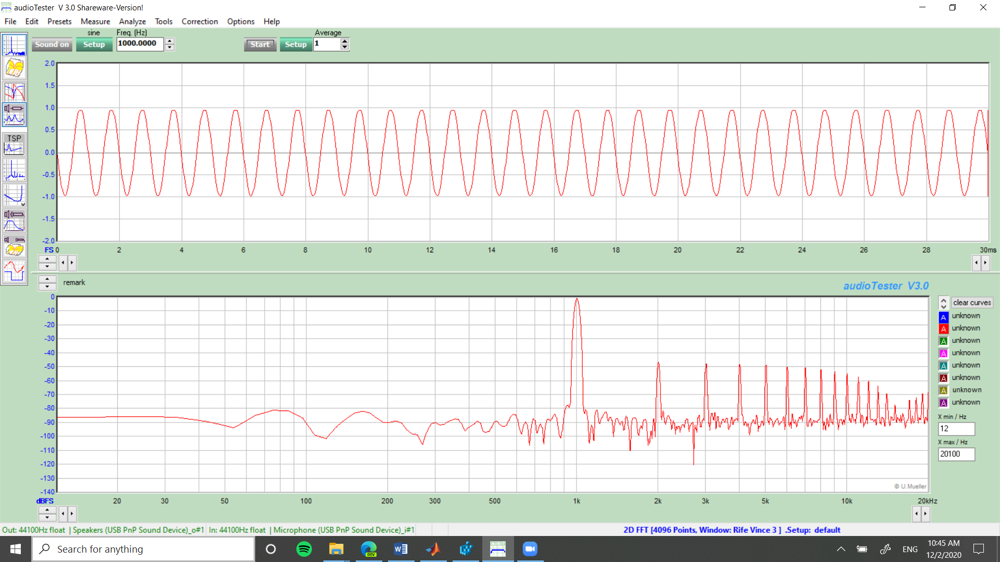 audioTester V 3.0 Shareware-Version!
File Edit Presets Measure Analyze Tools Correction Options Help
sine Freq. (Hz) Average
Sound on Setup 1000.0000 Start Setup 1
TSP
2.0
1.5
1.0
0.5
0.0
-0.5
-1.0
-1.5
-2.0
FS 0 2 4 6 8 10 12 14 16 18 20 22 24 26 28 30ms
remark
audioTester V3.0
0
-10
-20
-30
-40
-50
-60
-70
-80
-90
-100
-110
-120
-130
-140
© U.Mueller
dBFS 20 30 50 100 200 300 500 1k 2k 3k 5k 10k 20kHz
clear curves
A unknown
A unknown
A unknown
A unknown
A unknown
A unknown
A unknown
A unknown
X min / Hz
12
X max / Hz
20100
Out: 44100Hz float | Speakers (USB PnP Sound Device)_o#1 In: 44100Hz float | Microphone (USB PnP Sound Device)_i#1 2D FFT [4096 Points, Window: Rife Vince 3 ] .Setup: default
Search for anything
DEV
ENG
10:45 AM
12/2/2020